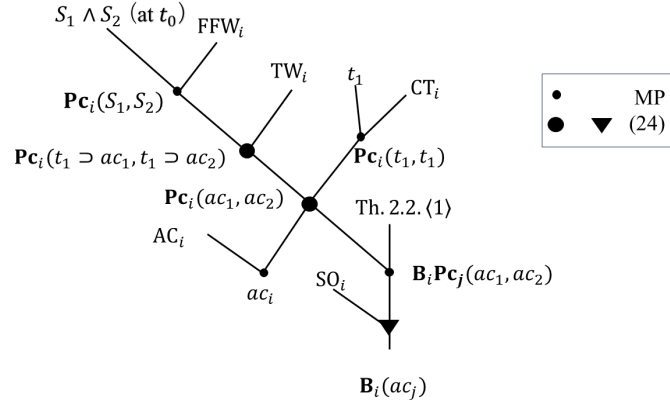 S₁ ∧ S₂ (at t₀)
FFWᵢ
TWᵢ
t₁
CTᵢ
MP
(24)
Pcᵢ(S₁, S₂)
Pcᵢ(t₁ ⊃ ac₁, t₁ ⊃ ac₂)
Pcᵢ(t₁, t₁)
Pcᵢ(ac₁, ac₂)
Th. 2.2. ⟨1⟩
ACᵢ
SOᵢ
BᵢPcⱼ(ac₁, ac₂)
acᵢ
Bᵢ(acⱼ)